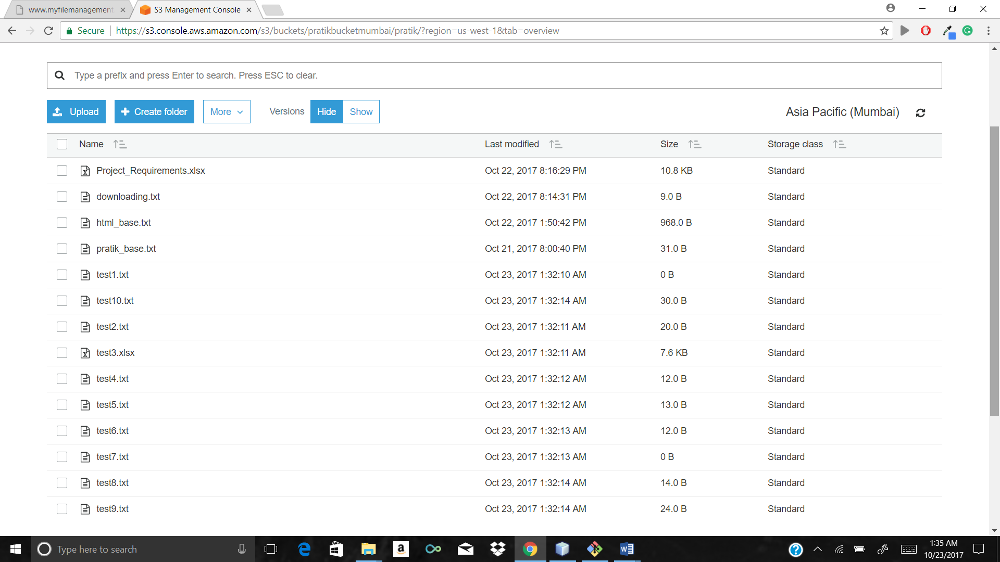 www.myfilemanagement
S3 Management Console
Secure https://s3.console.aws.amazon.com/s3/buckets/pratikbucketmumbai/pratik/?region=us-west-1&tab=overview
Type a prefix and press Enter to search. Press ESC to clear.
Upload Create folder More Versions Hide Show Asia Pacific (Mumbai)
Name Last modified Size Storage class
Project_Requirements.xlsx Oct 22, 2017 8:16:29 PM 10.8 KB Standard
downloading.txt Oct 22, 2017 8:14:31 PM 9.0 B Standard
html_base.txt Oct 22, 2017 1:50:42 PM 968.0 B Standard
pratik_base.txt Oct 21, 2017 8:00:40 PM 31.0 B Standard
test1.txt Oct 23, 2017 1:32:10 AM 0 B Standard
test10.txt Oct 23, 2017 1:32:14 AM 30.0 B Standard
test2.txt Oct 23, 2017 1:32:11 AM 20.0 B Standard
test3.xlsx Oct 23, 2017 1:32:11 AM 7.6 KB Standard
test4.txt Oct 23, 2017 1:32:12 AM 12.0 B Standard
test5.txt Oct 23, 2017 1:32:12 AM 13.0 B Standard
test6.txt Oct 23, 2017 1:32:13 AM 12.0 B Standard
test7.txt Oct 23, 2017 1:32:13 AM 0 B Standard
test8.txt Oct 23, 2017 1:32:14 AM 14.0 B Standard
test9.txt Oct 23, 2017 1:32:14 AM 24.0 B Standard
Type here to search
1:35 AM
10/23/2017